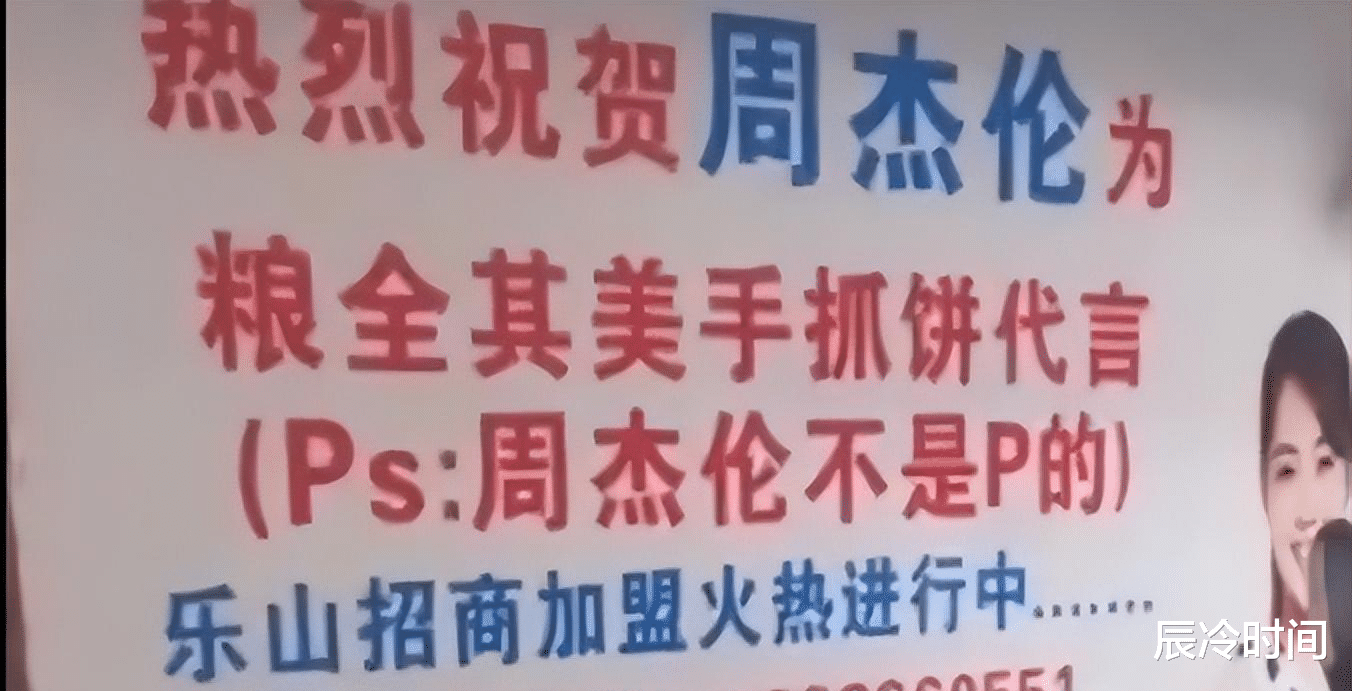 热烈祝贺周杰伦为
粮全其美手抓饼代言
(Ps:周杰伦不是P的)
乐山招商加盟火热进行中.........
辰冷时间